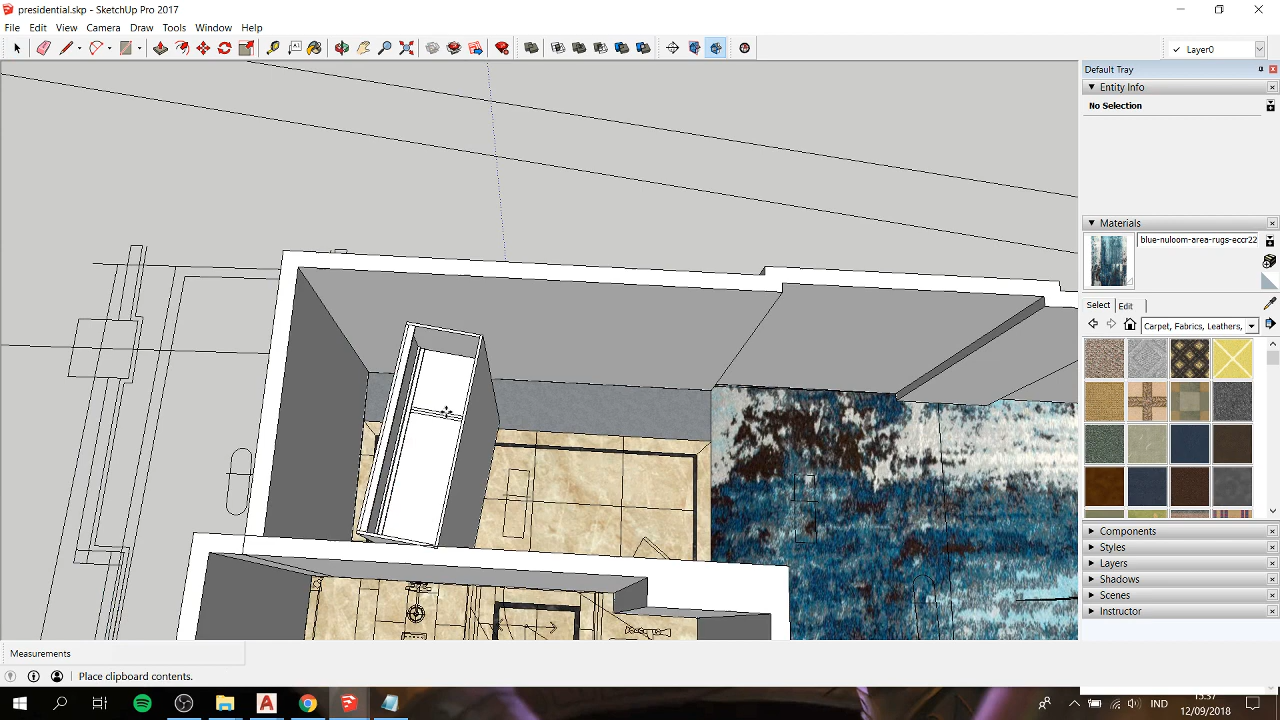 presidential.skp - SketchUp Pro 2017
File Edit View Camera Draw Tools Window Help
Layer0
Default Tray
Entity Info
No Selection
Materials
blue-nuloom-area-rugs-eccr22
Select Edit
Carpet, Fabrics, Leathers,
Components
Styles
Layers
Shadows
Scenes
Instructor
Measurements
Place clipboard contents.
IND
15:37
12/09/2018